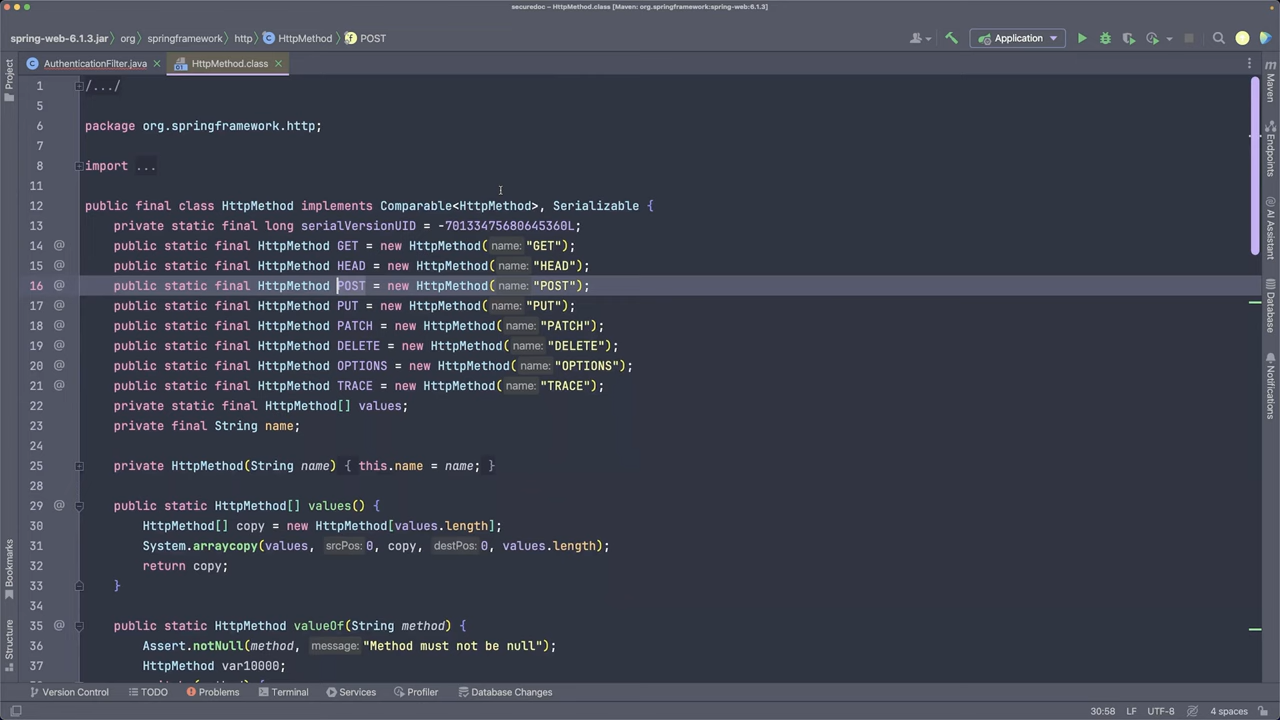 securedoc – HttpMethod.class [Maven: org.springframework:spring-web:6.1.3]
spring-web-6.1.3.jar org springframework http HttpMethod POST Application
AuthenticationFilter.java HttpMethod.class
Project
Bookmarks
Structure
Maven
Endpoints
AI Assistant
Database
Notifications
1 /.../
5
6 package org.springframework.http;
7
8 import ...
11
12 public final class HttpMethod implements Comparable<HttpMethod>, Serializable {
13 private static final long serialVersionUID = -70133475680645360L;
14 @ public static final HttpMethod GET = new HttpMethod( name: "GET");
15 @ public static final HttpMethod HEAD = new HttpMethod( name: "HEAD");
16 @ public static final HttpMethod POST = new HttpMethod( name: "POST");
17 @ public static final HttpMethod PUT = new HttpMethod( name: "PUT");
18 @ public static final HttpMethod PATCH = new HttpMethod( name: "PATCH");
19 @ public static final HttpMethod DELETE = new HttpMethod( name: "DELETE");
20 @ public static final HttpMethod OPTIONS = new HttpMethod( name: "OPTIONS");
21 @ public static final HttpMethod TRACE = new HttpMethod( name: "TRACE");
22 private static final HttpMethod[] values;
23 private final String name;
24
25 private HttpMethod(String name) { this.name = name; }
28
29 @ public static HttpMethod[] values() {
30 HttpMethod[] copy = new HttpMethod[values.length];
31 System.arraycopy(values, srcPos: 0, copy, destPos: 0, values.length);
32 return copy;
33 }
34
35 @ public static HttpMethod valueOf(String method) {
36 Assert.notNull(method, message: "Method must not be null");
37 HttpMethod var10000;
Version Control TODO Problems Terminal Services Profiler Database Changes
30:58 LF UTF-8 4 spaces